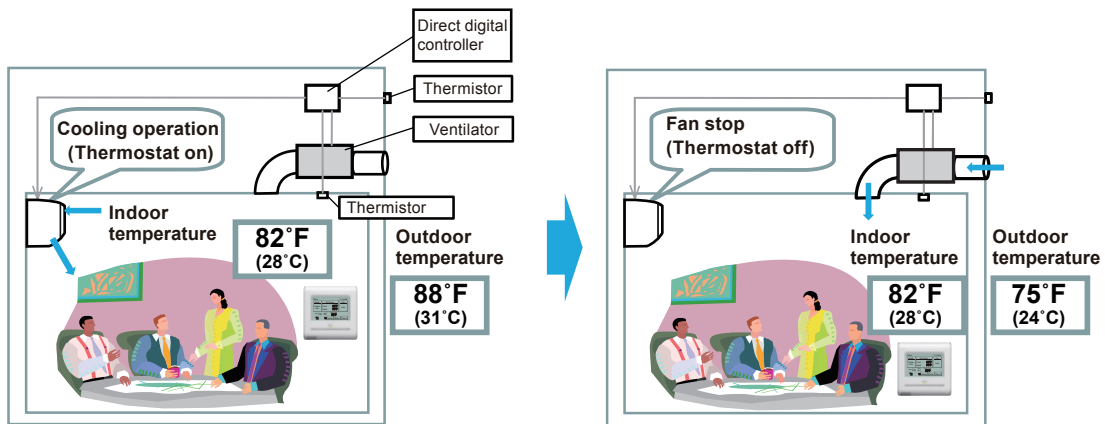 Direct digital
controller
Thermistor
Ventilator
Thermistor
Cooling operation
(Thermostat on)
Indoor
temperature
82˚F
(28˚C)
Outdoor
temperature
88˚F
(31˚C)
Fan stop
(Thermostat off)
Indoor
temperature
82˚F
(28˚C)
Outdoor
temperature
75˚F
(24˚C)